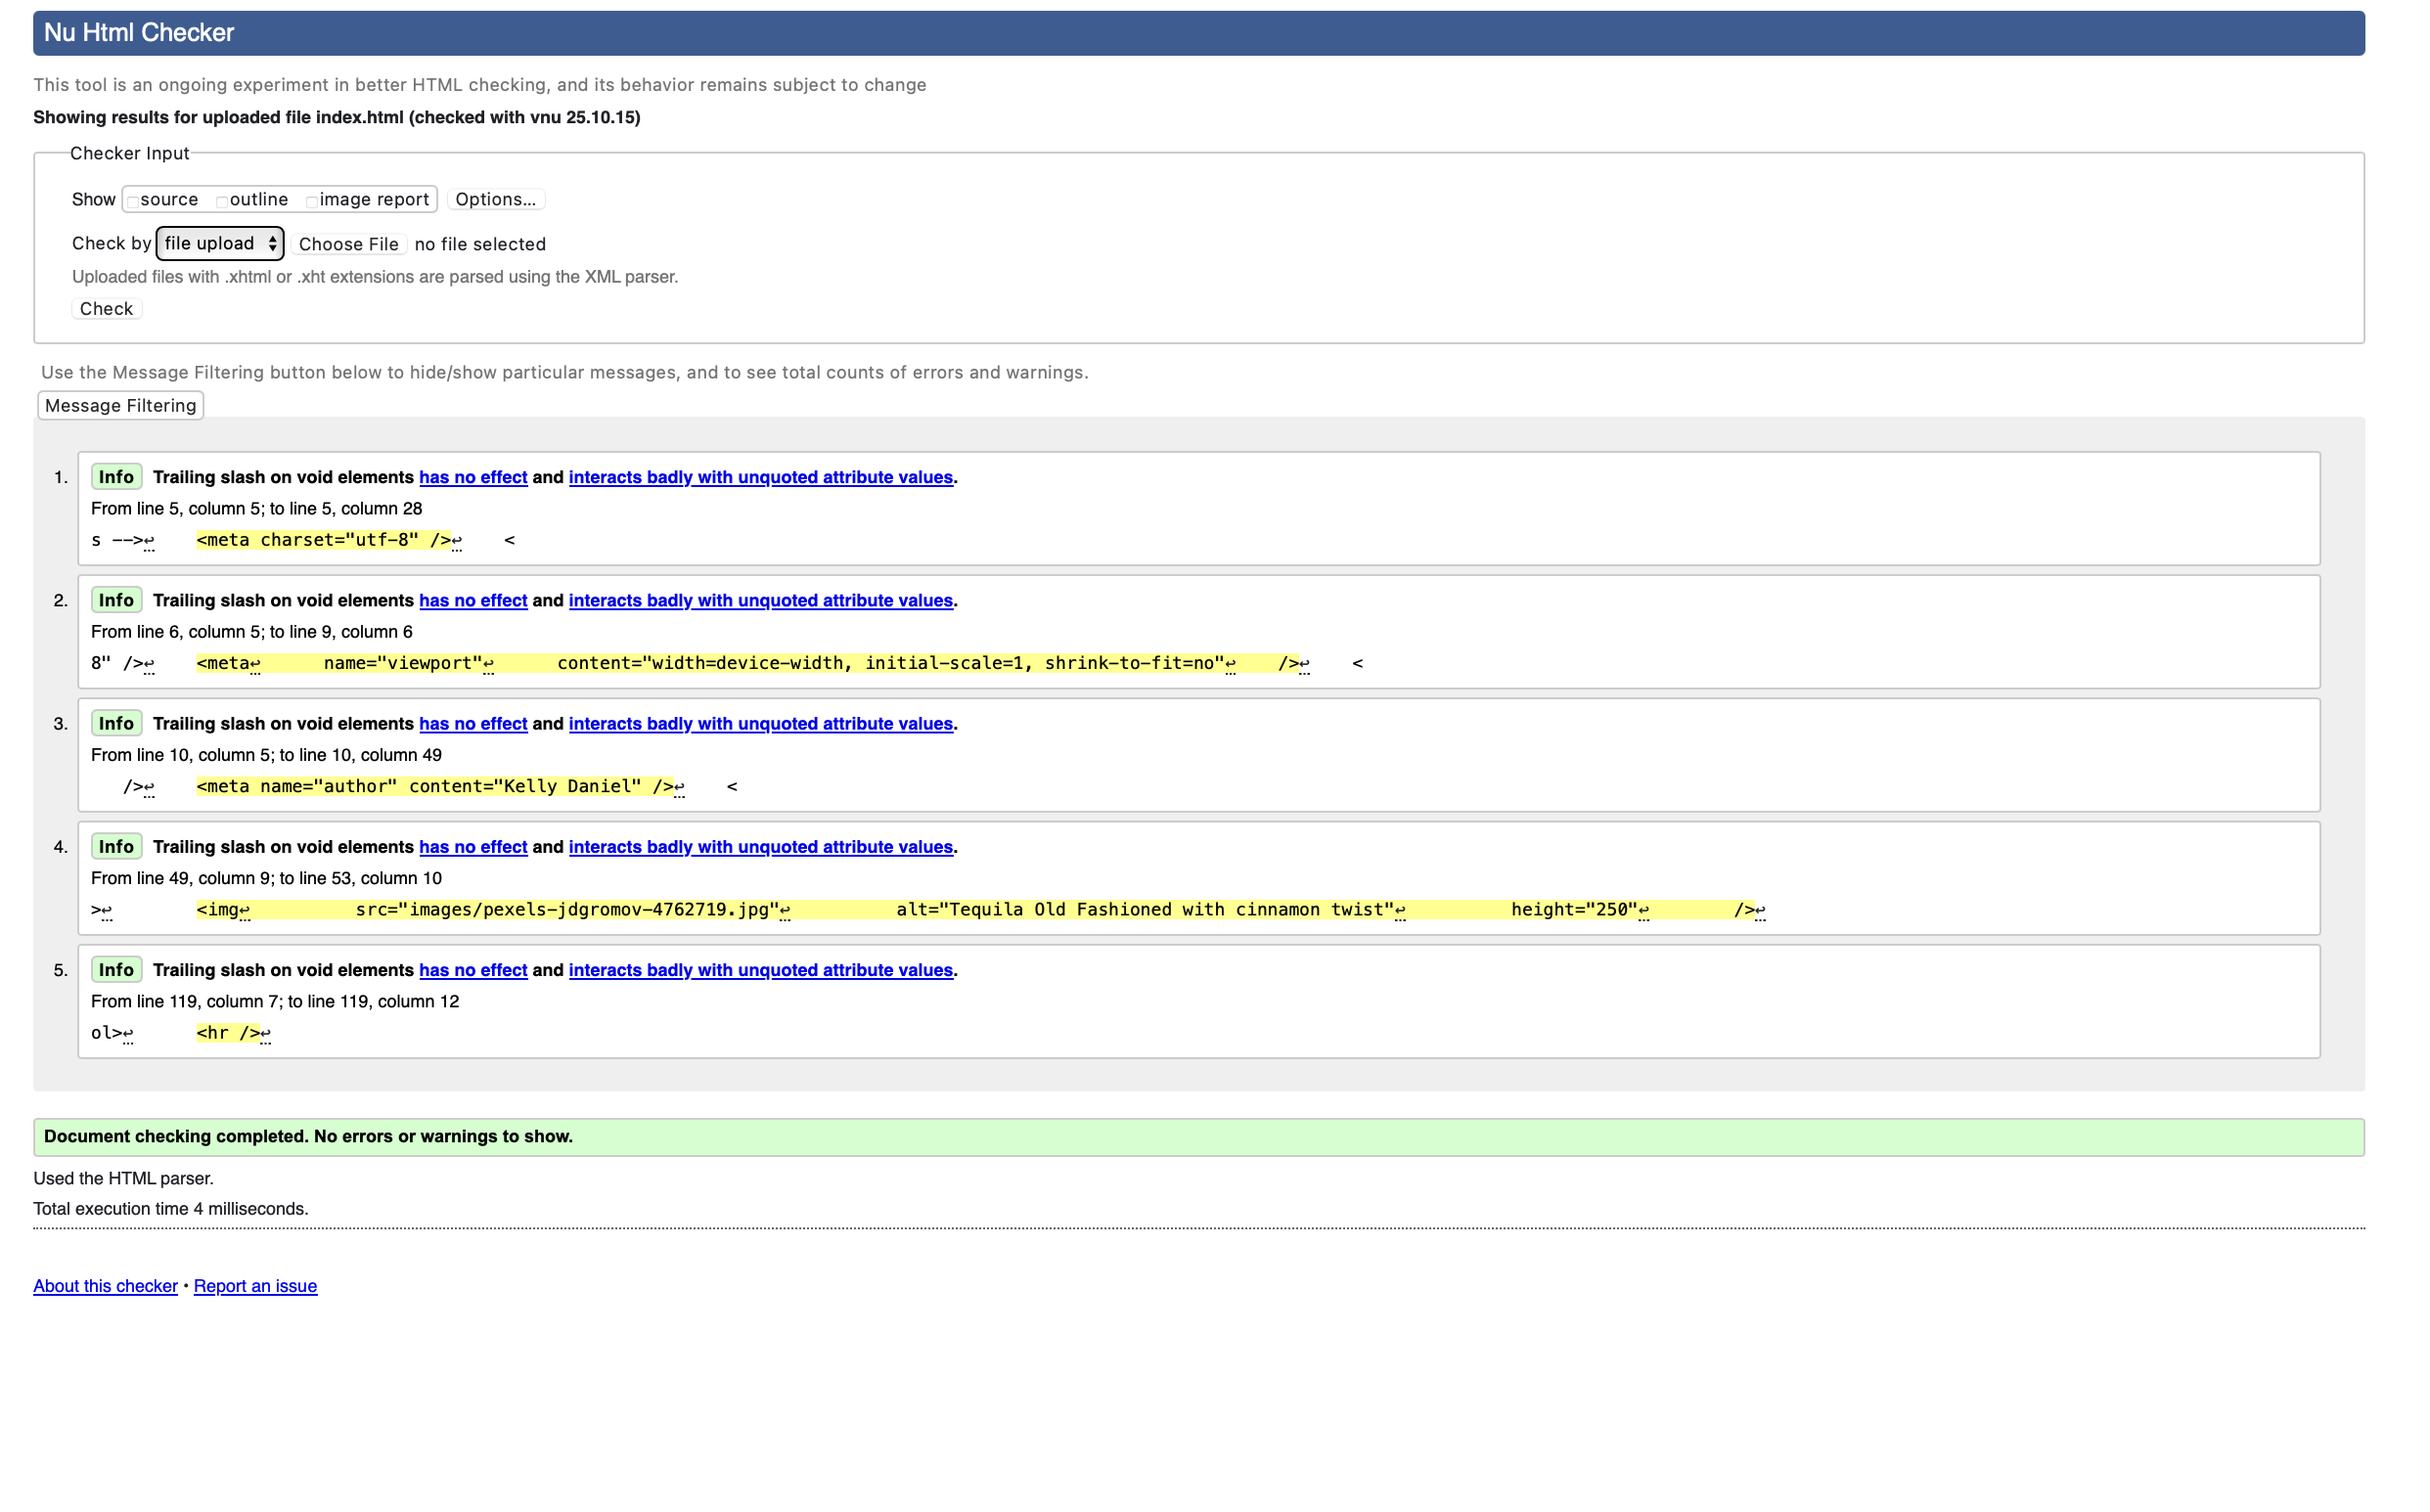 Nu Html Checker
This tool is an ongoing experiment in better HTML checking, and its behavior remains subject to change
Showing results for uploaded file index.html (checked with vnu 25.10.15)
Checker Input
Show source outline image report Options...
Check by file upload Choose File no file selected
Uploaded files with .xhtml or .xht extensions are parsed using the XML parser.
Check
Use the Message Filtering button below to hide/show particular messages, and to see total counts of errors and warnings.
Message Filtering
1. Info Trailing slash on void elements has no effect and interacts badly with unquoted attribute values.
From line 5, column 5; to line 5, column 28
s -->↩    <meta charset="utf-8" />↩    <
2. Info Trailing slash on void elements has no effect and interacts badly with unquoted attribute values.
From line 6, column 5; to line 9, column 6
8" />↩    <meta↩      name="viewport"↩      content="width=device-width, initial-scale=1, shrink-to-fit=no"↩    />↩    <
3. Info Trailing slash on void elements has no effect and interacts badly with unquoted attribute values.
From line 10, column 5; to line 10, column 49
   />↩    <meta name="author" content="Kelly Daniel" />↩    <
4. Info Trailing slash on void elements has no effect and interacts badly with unquoted attribute values.
From line 49, column 9; to line 53, column 10
>↩        <img↩          src="images/pexels-jdgromov-4762719.jpg"↩          alt="Tequila Old Fashioned with cinnamon twist"↩          height="250"↩        />↩
5. Info Trailing slash on void elements has no effect and interacts badly with unquoted attribute values.
From line 119, column 7; to line 119, column 12
ol>↩      <hr />↩
Document checking completed. No errors or warnings to show.
Used the HTML parser.
Total execution time 4 milliseconds.
About this checker • Report an issue